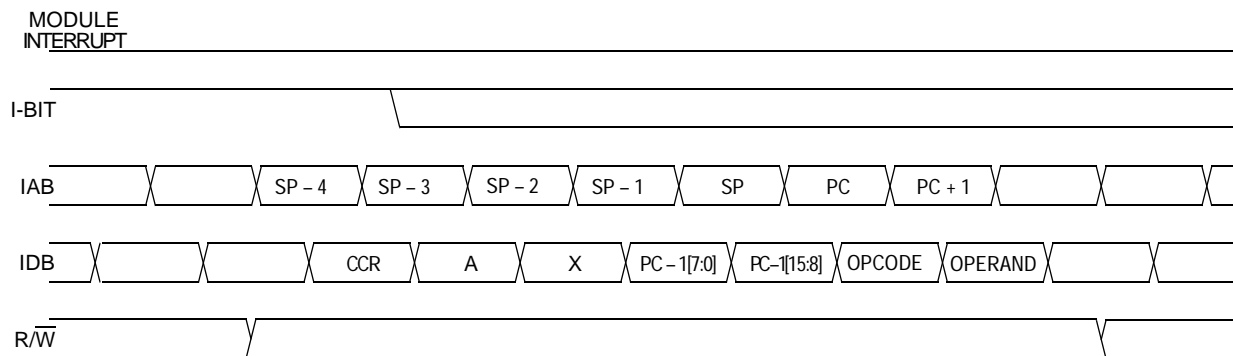 MODULE
INTERRUPT
I-BIT
IAB SP – 4 SP – 3 SP – 2 SP – 1 SP PC PC + 1
IDB CCR A X PC – 1[7:0] PC–1[15:8] OPCODE OPERAND
R/W̅